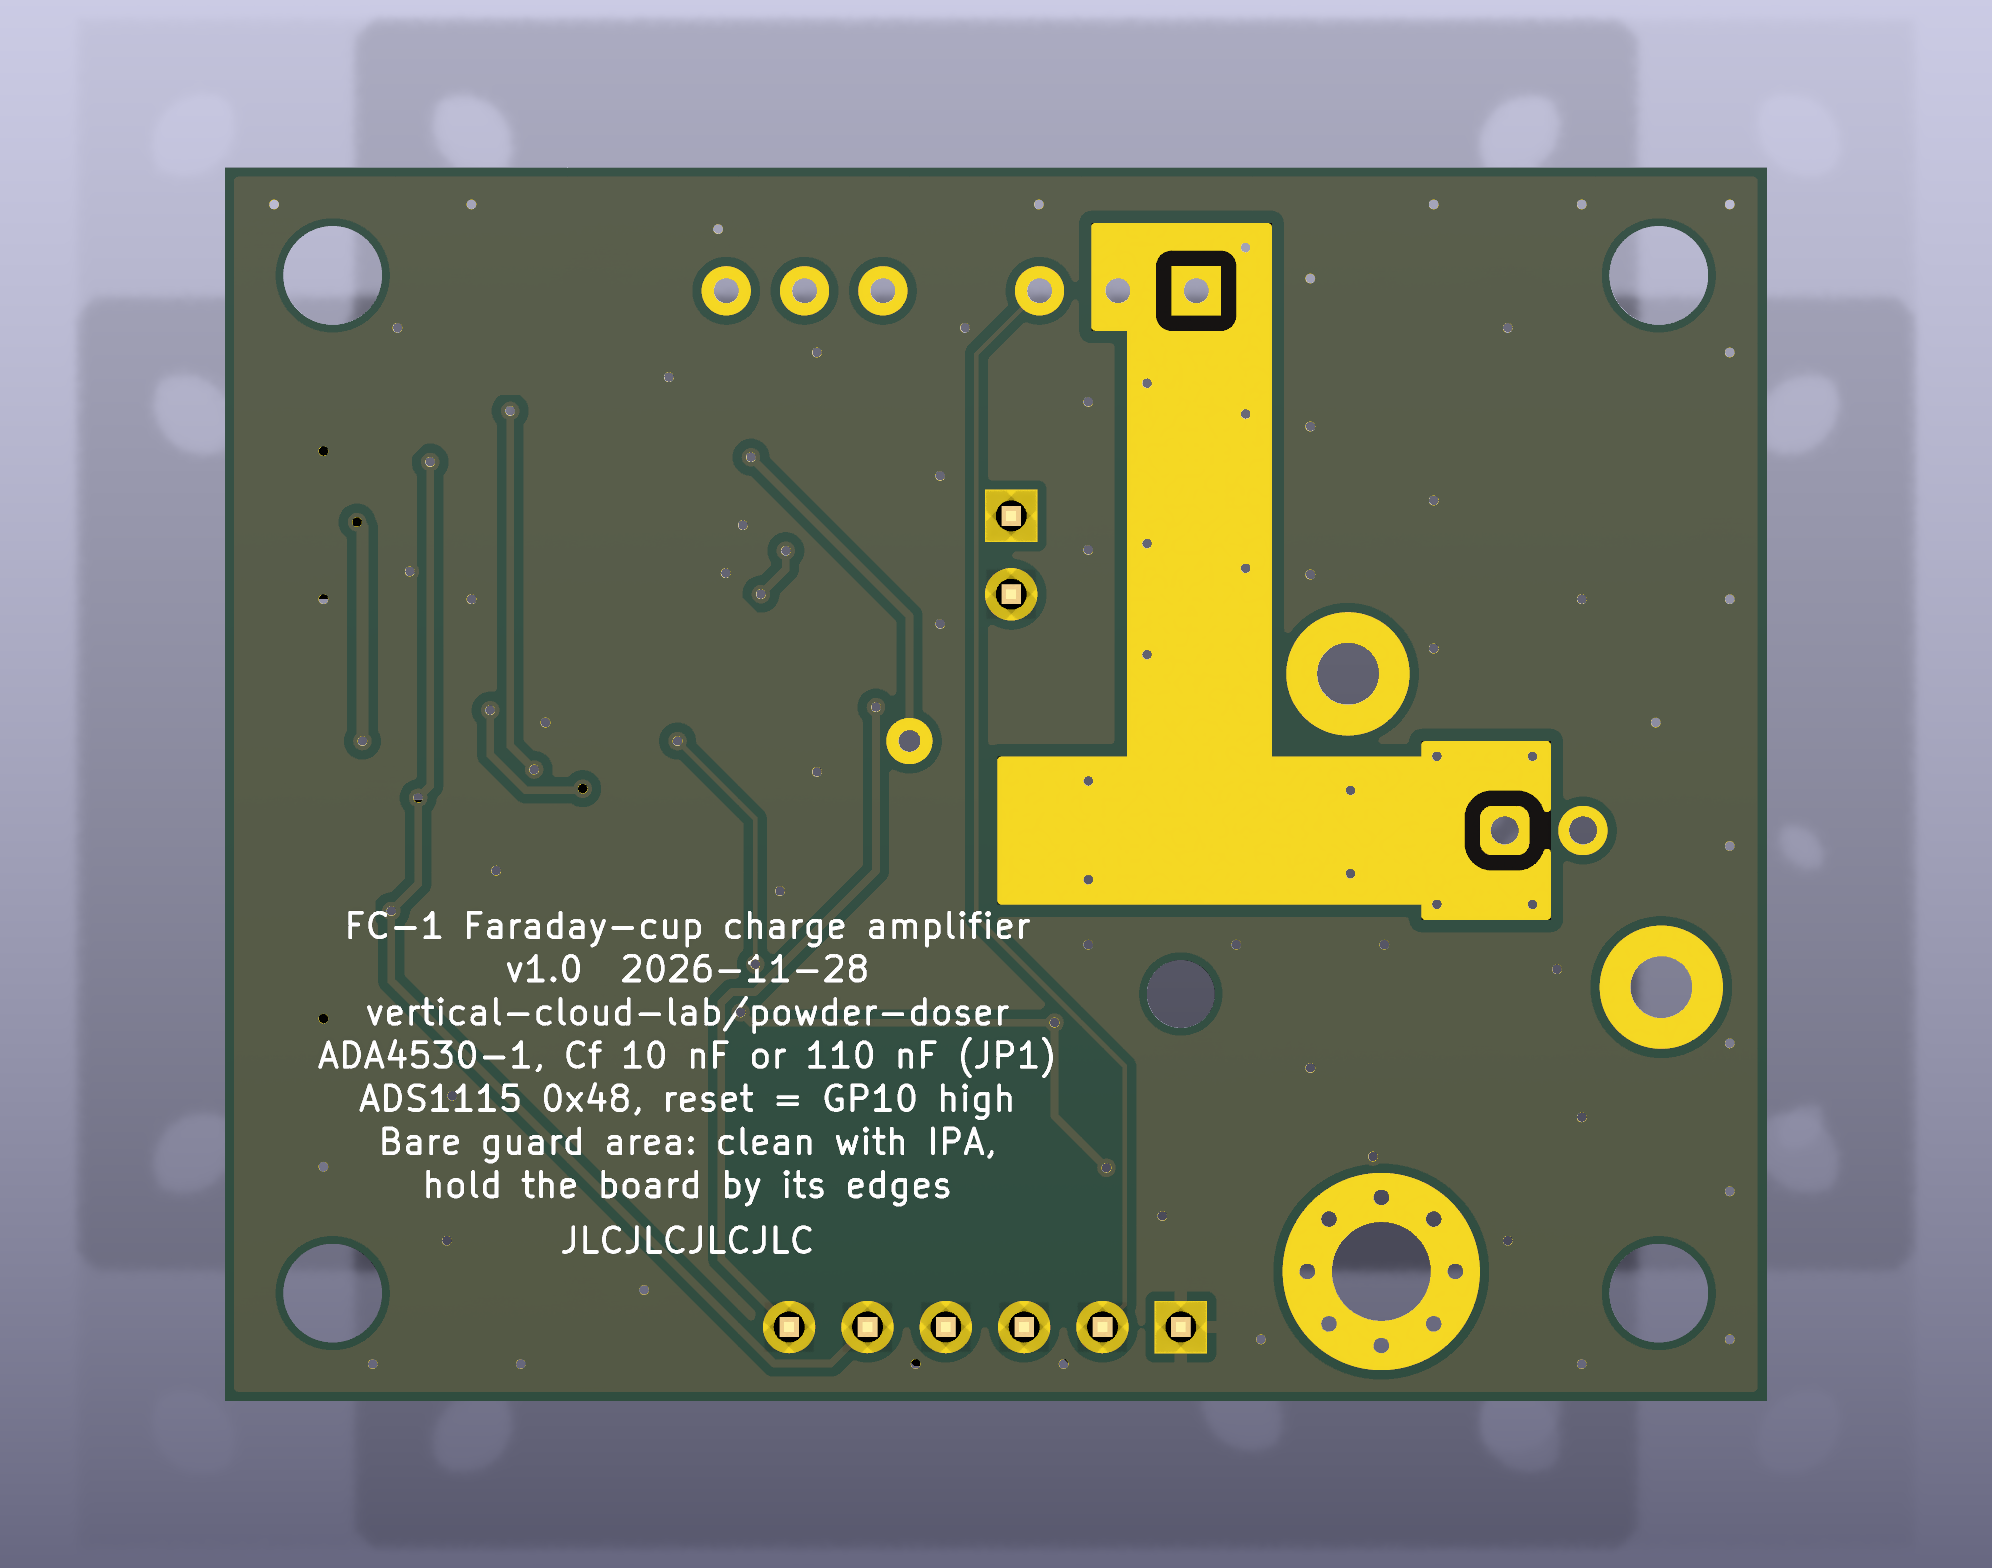 FC-1 Faraday-cup charge amplifier
v1.0  2026-11-28
vertical-cloud-lab/powder-doser
ADA4530-1, Cf 10 nF or 110 nF (JP1)
ADS1115 0x48, reset = GP10 high
Bare guard area: clean with IPA,
hold the board by its edges
JLCJLCJLCJLC